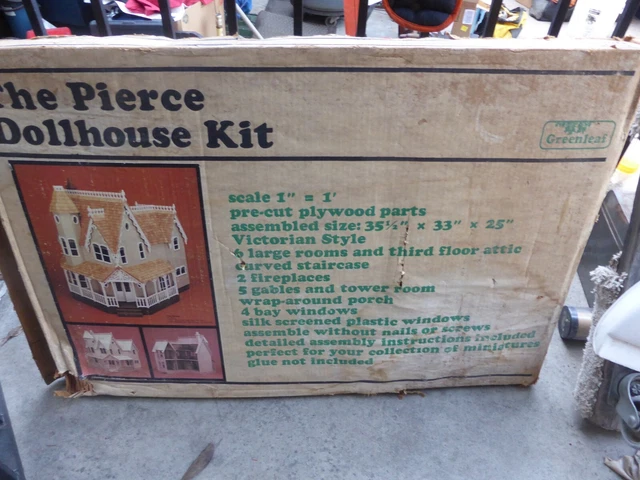 The Pierce
Dollhouse Kit
Greenleaf
scale 1" = 1'
pre-cut plywood parts
assembled size: 35½" × 33" × 25"
Victorian Style
6 large rooms and third floor attic
curved staircase
2 fireplaces
5 gables and tower room
wrap-around porch
4 bay windows
silk screened plastic windows
assemble without nails or screws
detailed assembly instructions included
perfect for your collection of miniatures
glue not included